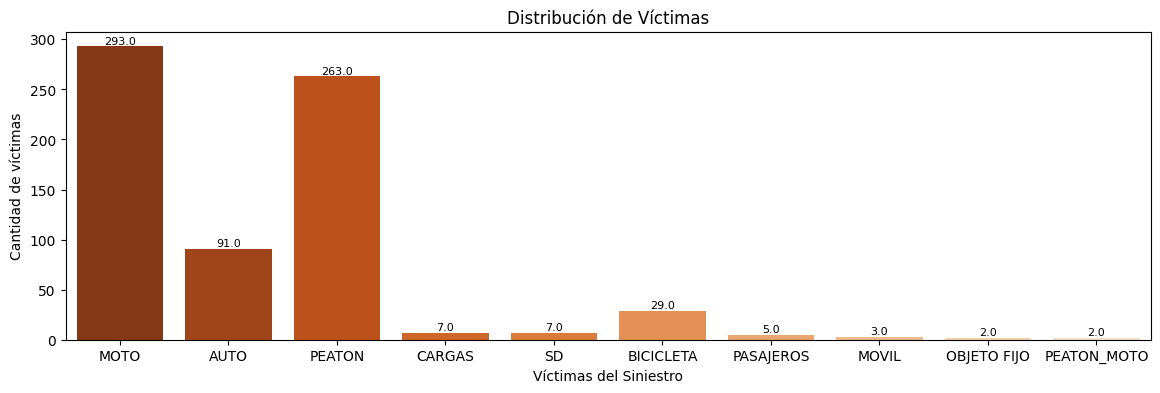 Distribución de Víctimas
Cantidad de víctimas
300
250
200
150
100
50
0
293.0
91.0
263.0
7.0
7.0
29.0
5.0
3.0
2.0
2.0
MOTO
AUTO
PEATON
CARGAS
SD
BICICLETA
PASAJEROS
MOVIL
OBJETO FIJO
PEATON_MOTO
Víctimas del Siniestro